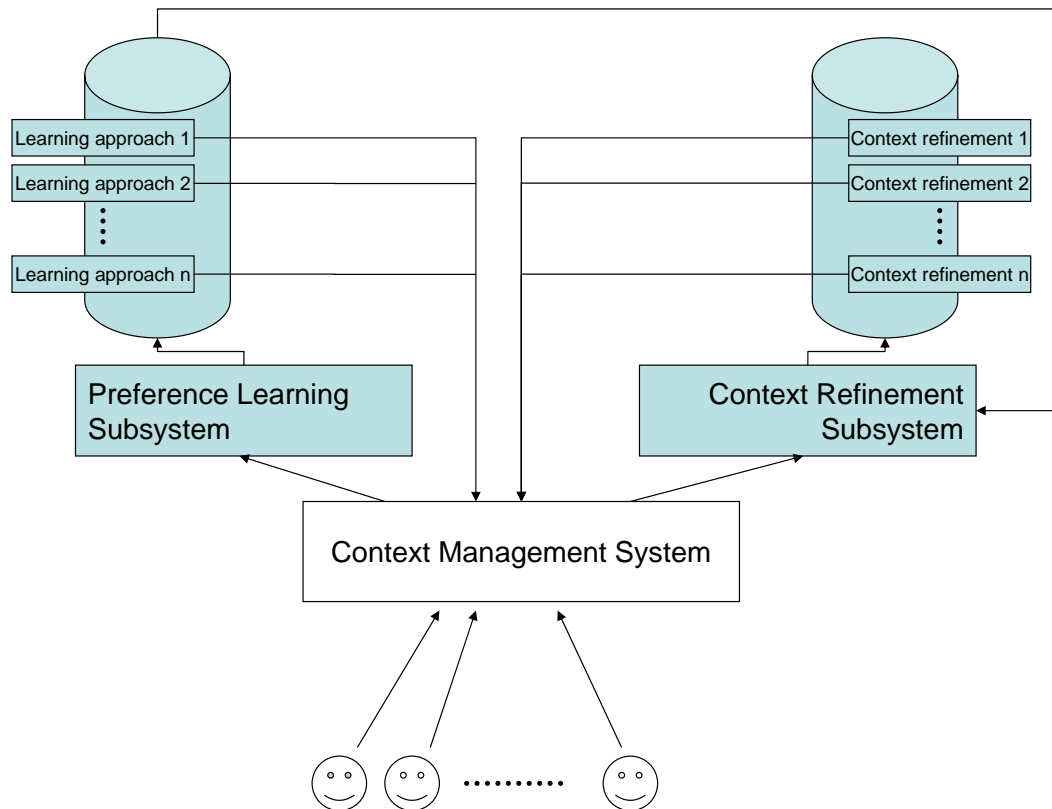 Learning approach 1
Learning approach 2
Learning approach n
Context refinement 1
Context refinement 2
Context refinement n
Preference Learning
Subsystem
Context Refinement
Subsystem
Context Management System